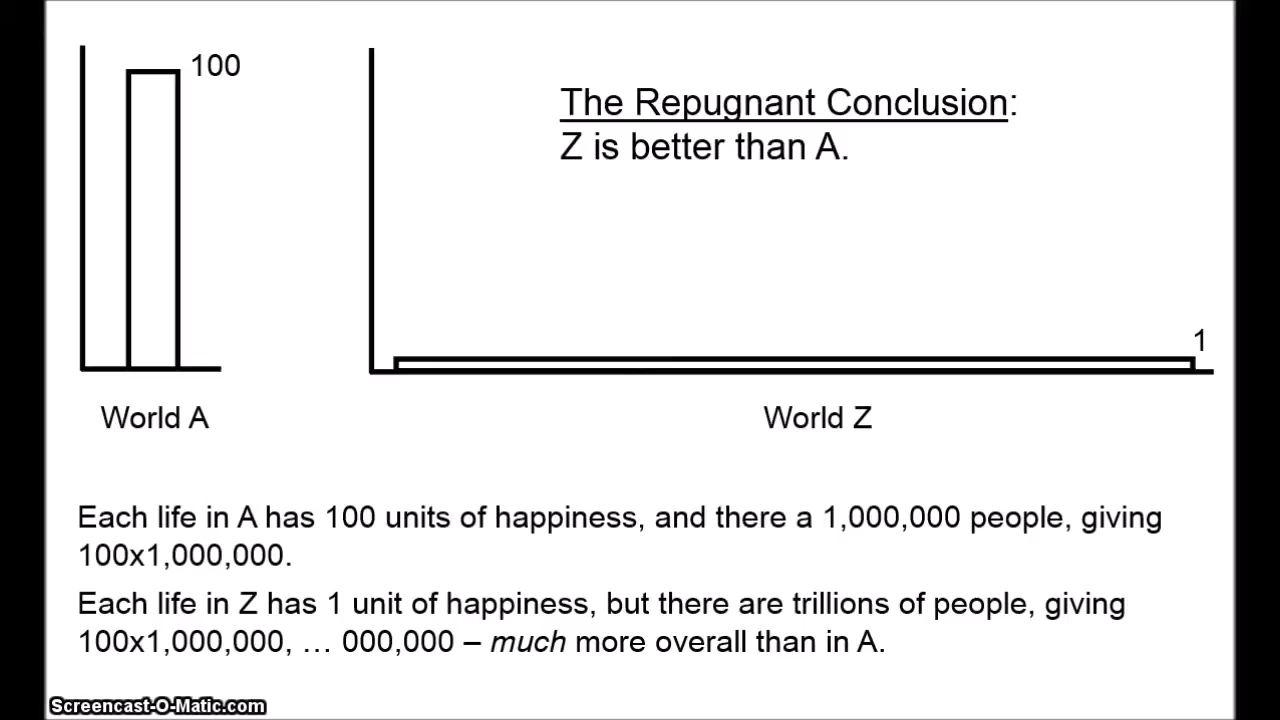 100
The Repugnant Conclusion:
Z is better than A.
1
World A
World Z
Each life in A has 100 units of happiness, and there a 1,000,000 people, giving
100x1,000,000.
Each life in Z has 1 unit of happiness, but there are trillions of people, giving
100x1,000,000, … 000,000 – much more overall than in A.
Screencast-O-Matic.com